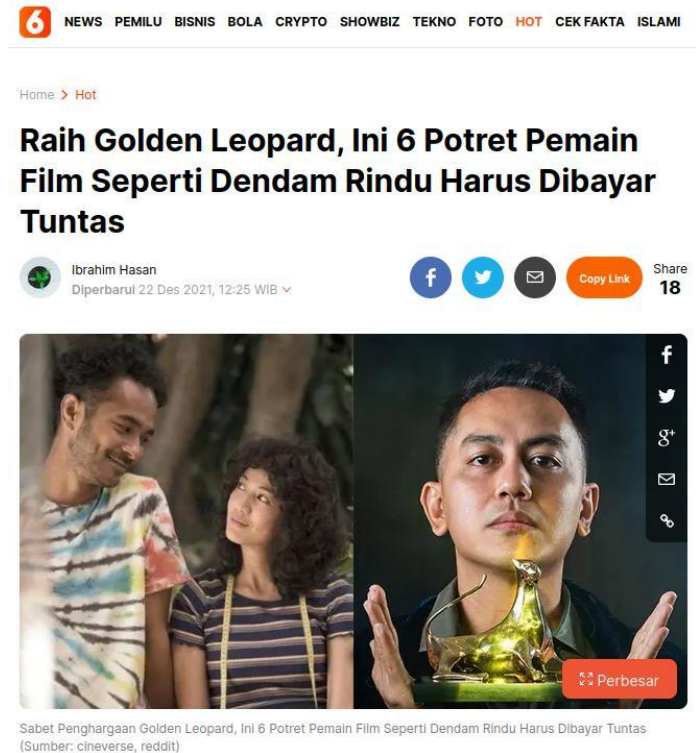 6 NEWS PEMILU BISNIS BOLA CRYPTO SHOWBIZ TEKNO FOTO HOT CEK FAKTA ISLAMI
Home > Hot
Raih Golden Leopard, Ini 6 Potret Pemain
Film Seperti Dendam Rindu Harus Dibayar
Tuntas
Ibrahim Hasan
Diperbarui 22 Des 2021, 12:25 WIB
Copy Link
Share
18
Perbesar
Sabet Penghargaan Golden Leopard, Ini 6 Potret Pemain Film Seperti Dendam Rindu Harus Dibayar Tuntas
(Sumber: cineverse, reddit)